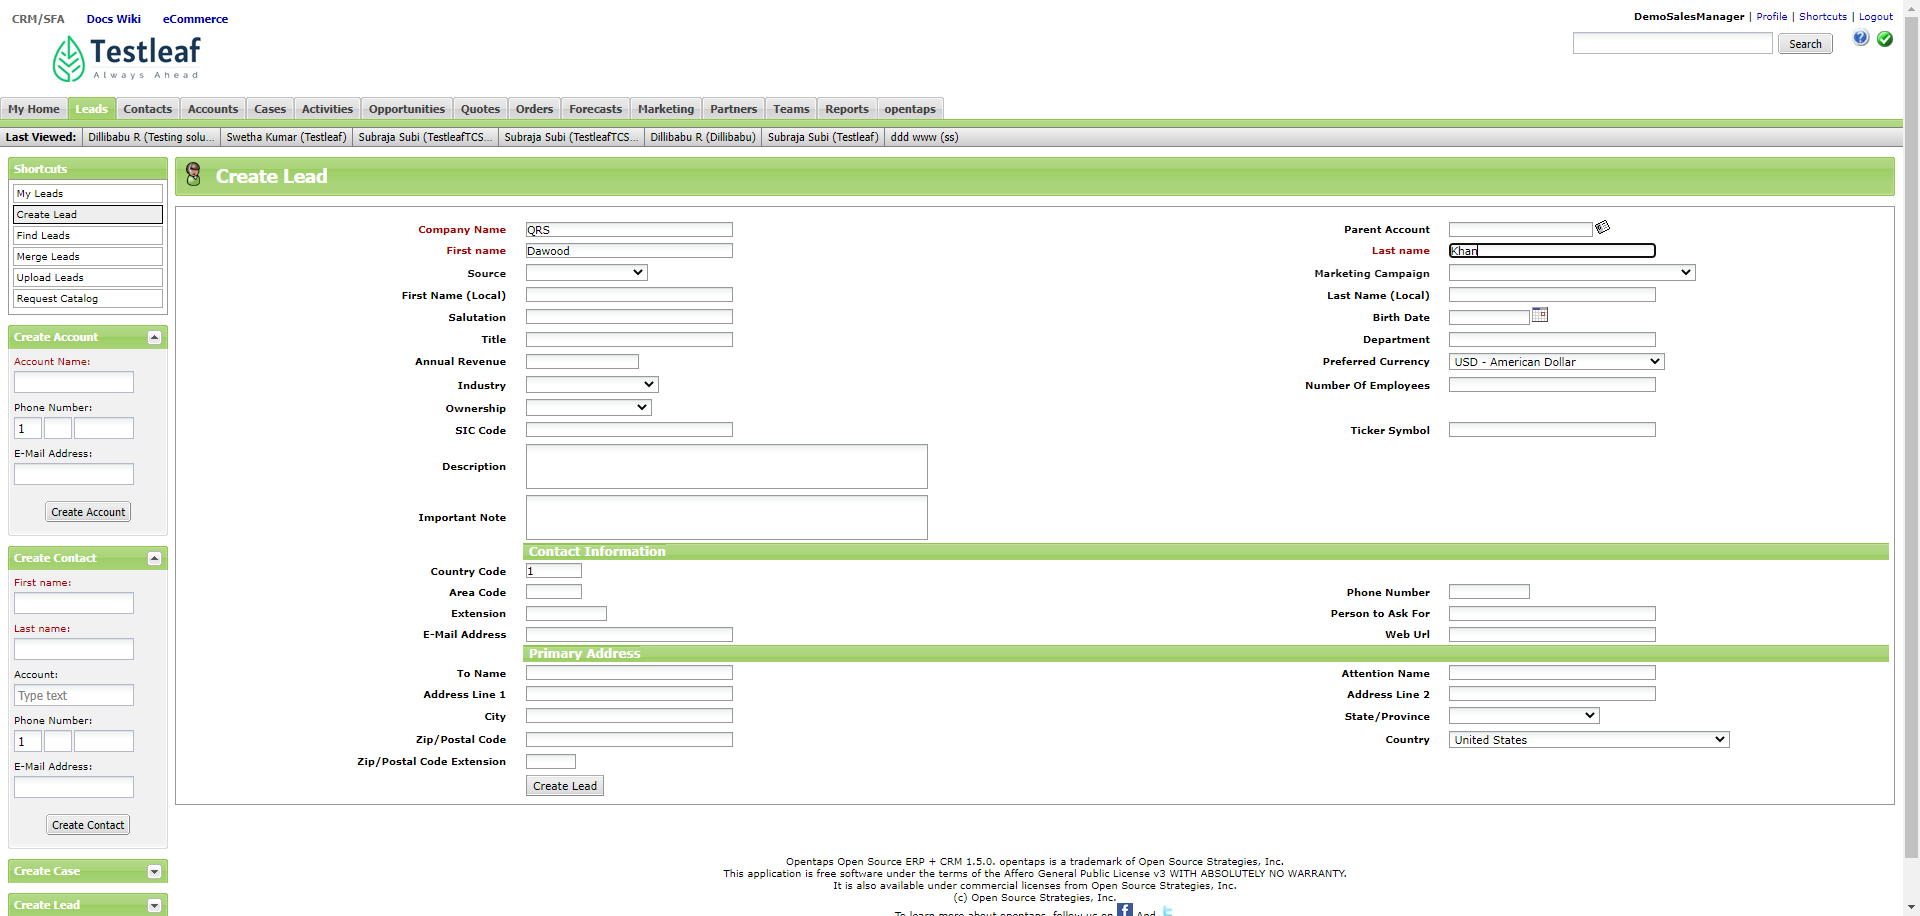 CRM/SFA Docs Wiki eCommerce
DemoSalesManager | Profile | Shortcuts | Logout
Testleaf
Always Ahead
Search
My Home Leads Contacts Accounts Cases Activities Opportunities Quotes Orders Forecasts Marketing Partners Teams Reports opentaps
Last Viewed: Dillibabu R (Testing solu... Swetha Kumar (Testleaf) Subraja Subi (TestleafTCS... Subraja Subi (TestleafTCS... Dillibabu R (Dillibabu) Subraja Subi (Testleaf) ddd www (ss)
Shortcuts
My Leads
Create Lead
Find Leads
Merge Leads
Upload Leads
Request Catalog
Create Account
Account Name:
Phone Number:
1
E-Mail Address:
Create Account
Create Contact
First name:
Last name:
Account:
Type text
Phone Number:
1
E-Mail Address:
Create Contact
Create Case
Create Lead
Create Lead
Company Name QRS Parent Account
First name Dawood Last name Khan
Source Marketing Campaign
First Name (Local) Last Name (Local)
Salutation Birth Date
Title Department
Annual Revenue Preferred Currency USD - American Dollar
Industry Number Of Employees
Ownership
SIC Code Ticker Symbol
Description
Important Note
Contact Information
Country Code 1
Area Code Phone Number
Extension Person to Ask For
E-Mail Address Web Url
Primary Address
To Name Attention Name
Address Line 1 Address Line 2
City State/Province
Zip/Postal Code Country United States
Zip/Postal Code Extension
Create Lead
Opentaps Open Source ERP + CRM 1.5.0. opentaps is a trademark of Open Source Strategies, Inc.
This application is free software under the terms of the Affero General Public License v3 WITH ABSOLUTELY NO WARRANTY.
It is also available under commercial licenses from Open Source Strategies, Inc.
(c) Open Source Strategies, Inc.
To learn more about opentaps, follow us on And